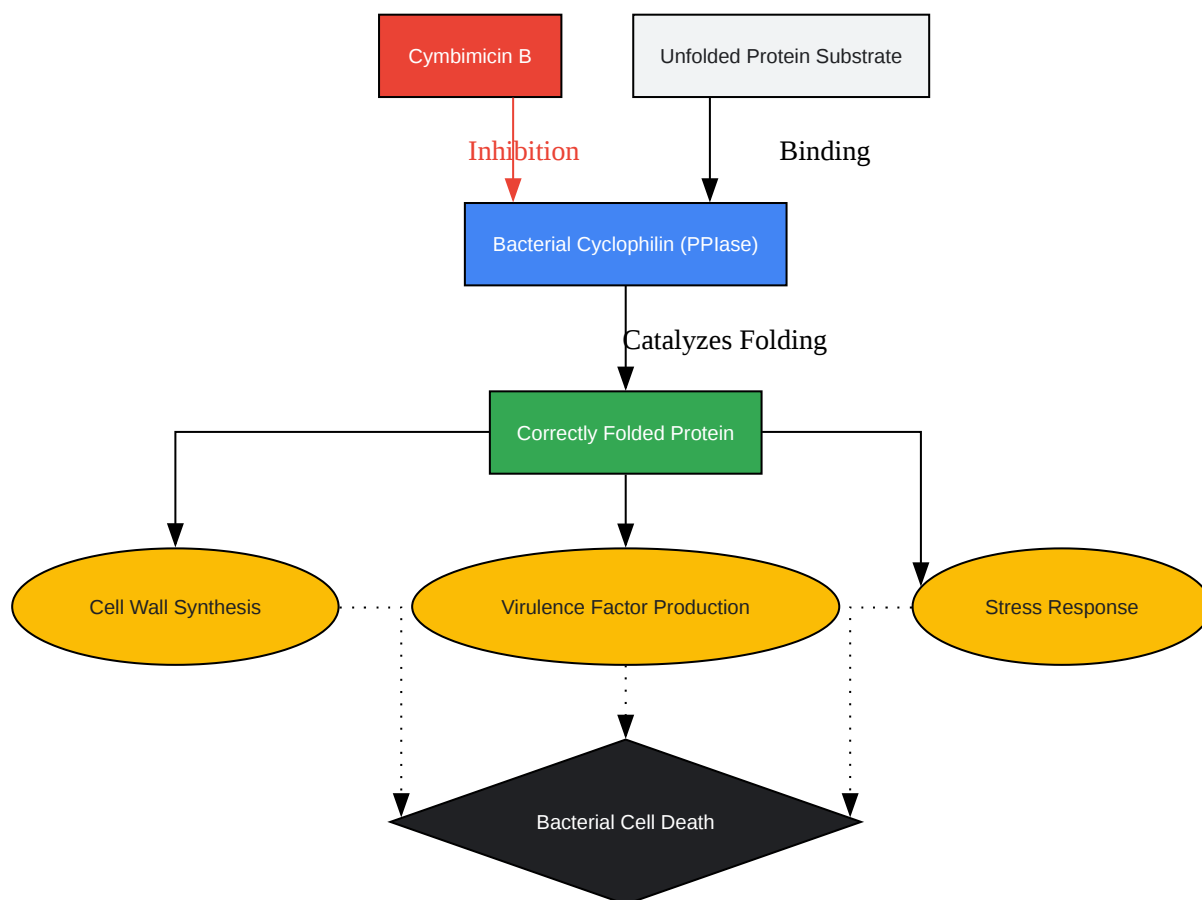 Cymbimicin B
Unfolded Protein Substrate
Inhibition
Binding
Bacterial Cyclophilin (PPIase)
Catalyzes Folding
Correctly Folded Protein
Cell Wall Synthesis
Virulence Factor Production
Stress Response
Bacterial Cell Death